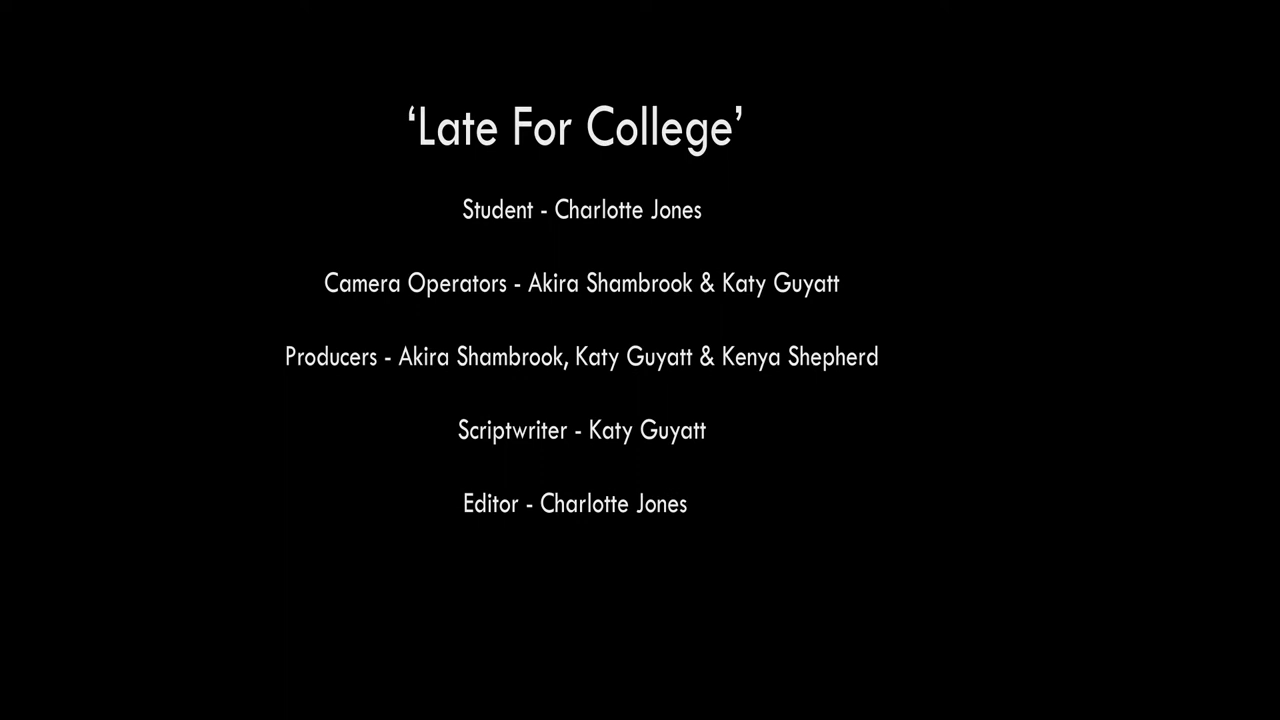 ‘Late For College’
Student - Charlotte Jones
Camera Operators - Akira Shambrook & Katy Guyatt
Producers - Akira Shambrook, Katy Guyatt & Kenya Shepherd
Scriptwriter - Katy Guyatt
Editor - Charlotte Jones